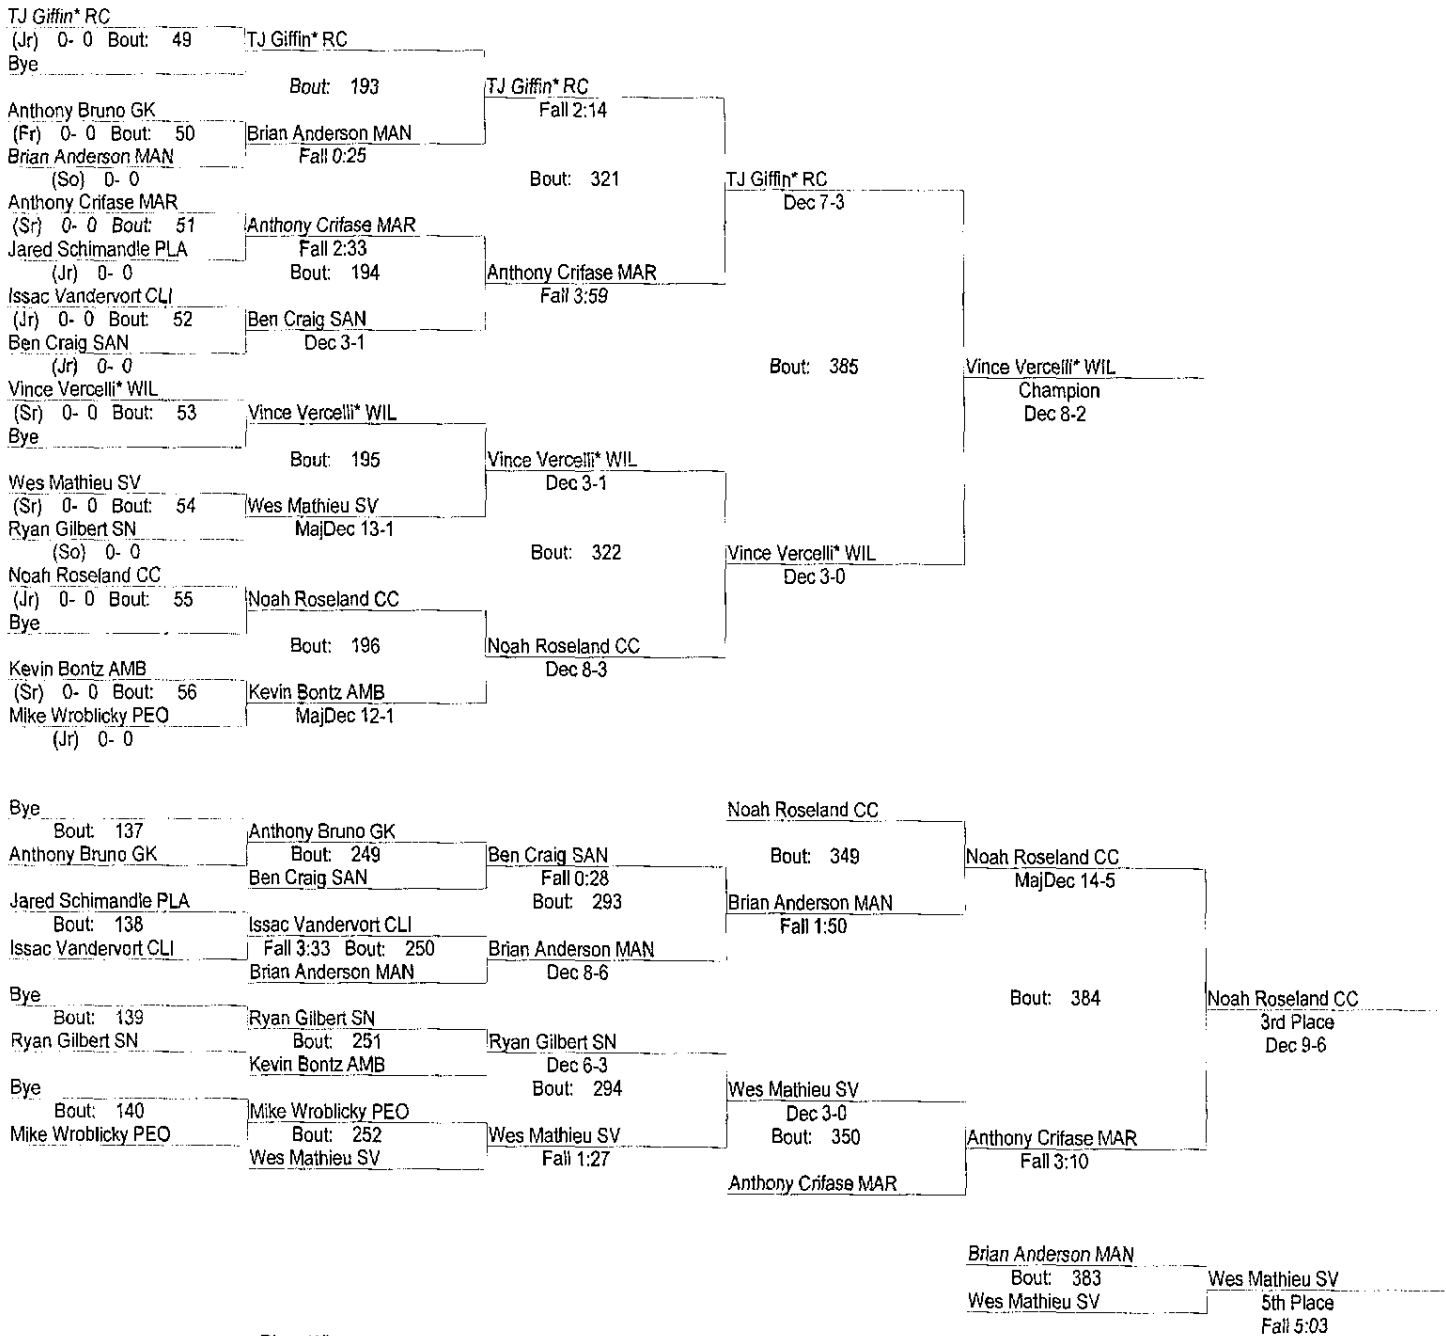 TJ Giffin* RC
(Jr) 0- 0 Bout: 49 TJ Giffin* RC
Bye
Bout: 193 TJ Giffin* RC
Fall 2:14
Anthony Bruno GK
(Fr) 0- 0 Bout: 50 Brian Anderson MAN
Brian Anderson MAN Fall 0:25
(So) 0- 0 Bout: 321 TJ Giffin* RC
Dec 7-3
Anthony Crifase MAR
(Sr) 0- 0 Bout: 51 Anthony Crifase MAR
Jared Schimandle PLA Fall 2:33
(Jr) 0- 0 Bout: 194 Anthony Crifase MAR
Fall 3:59
Issac Vandervort CLI
(Jr) 0- 0 Bout: 52 Ben Craig SAN
Ben Craig SAN Dec 3-1
(Jr) 0- 0 Bout: 385 Vince Vercelli* WIL
Champion
Dec 8-2
Vince Vercelli* WIL
(Sr) 0- 0 Bout: 53 Vince Vercelli* WIL
Bye
Bout: 195 Vince Vercelli* WIL
Dec 3-1
Wes Mathieu SV
(Sr) 0- 0 Bout: 54 Wes Mathieu SV
Ryan Gilbert SN MajDec 13-1
(So) 0- 0 Bout: 322 Vince Vercelli* WIL
Dec 3-0
Noah Roseland CC
(Jr) 0- 0 Bout: 55 Noah Roseland CC
Bye
Bout: 196 Noah Roseland CC
Dec 8-3
Kevin Bontz AMB
(Sr) 0- 0 Bout: 56 Kevin Bontz AMB
Mike Wroblicky PEO MajDec 12-1
(Jr) 0- 0
Bye Noah Roseland CC
Bout: 137 Anthony Bruno GK
Anthony Bruno GK Bout: 249 Ben Craig SAN Bout: 349 Noah Roseland CC
Ben Craig SAN Fall 0:28 MajDec 14-5
Jared Schimandle PLA Bout: 293 Brian Anderson MAN
Bout: 138 Issac Vandervort CLI Fall 1:50
Issac Vandervort CLI Fall 3:33 Bout: 250 Brian Anderson MAN
Brian Anderson MAN Dec 8-6
Bye Bout: 384 Noah Roseland CC
Bout: 139 Ryan Gilbert SN 3rd Place
Ryan Gilbert SN Bout: 251 Ryan Gilbert SN Dec 9-6
Kevin Bontz AMB Dec 6-3
Bye Bout: 294 Wes Mathieu SV
Bout: 140 Mike Wroblicky PEO Dec 3-0
Mike Wroblicky PEO Bout: 252 Wes Mathieu SV Bout: 350 Anthony Crifase MAR
Wes Mathieu SV Fall 1:27 Fall 3:10
Anthony Crifase MAR
Brian Anderson MAN
Bout: 383 Wes Mathieu SV
Wes Mathieu SV 5th Place
Fall 5:03